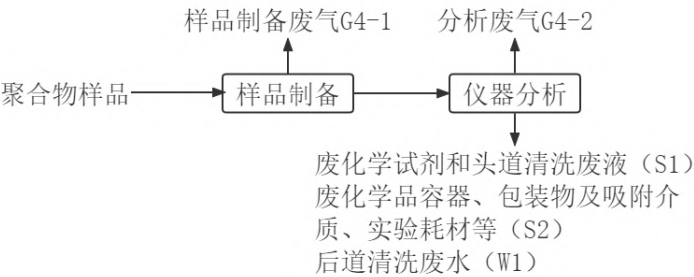 样品制备废气G4-1
分析废气G4-2
聚合物样品
样品制备
仪器分析
废化学试剂和头道清洗废液（S1）
废化学品容器、包装物及吸附介
质、实验耗材等（S2）
后道清洗废水（W1）